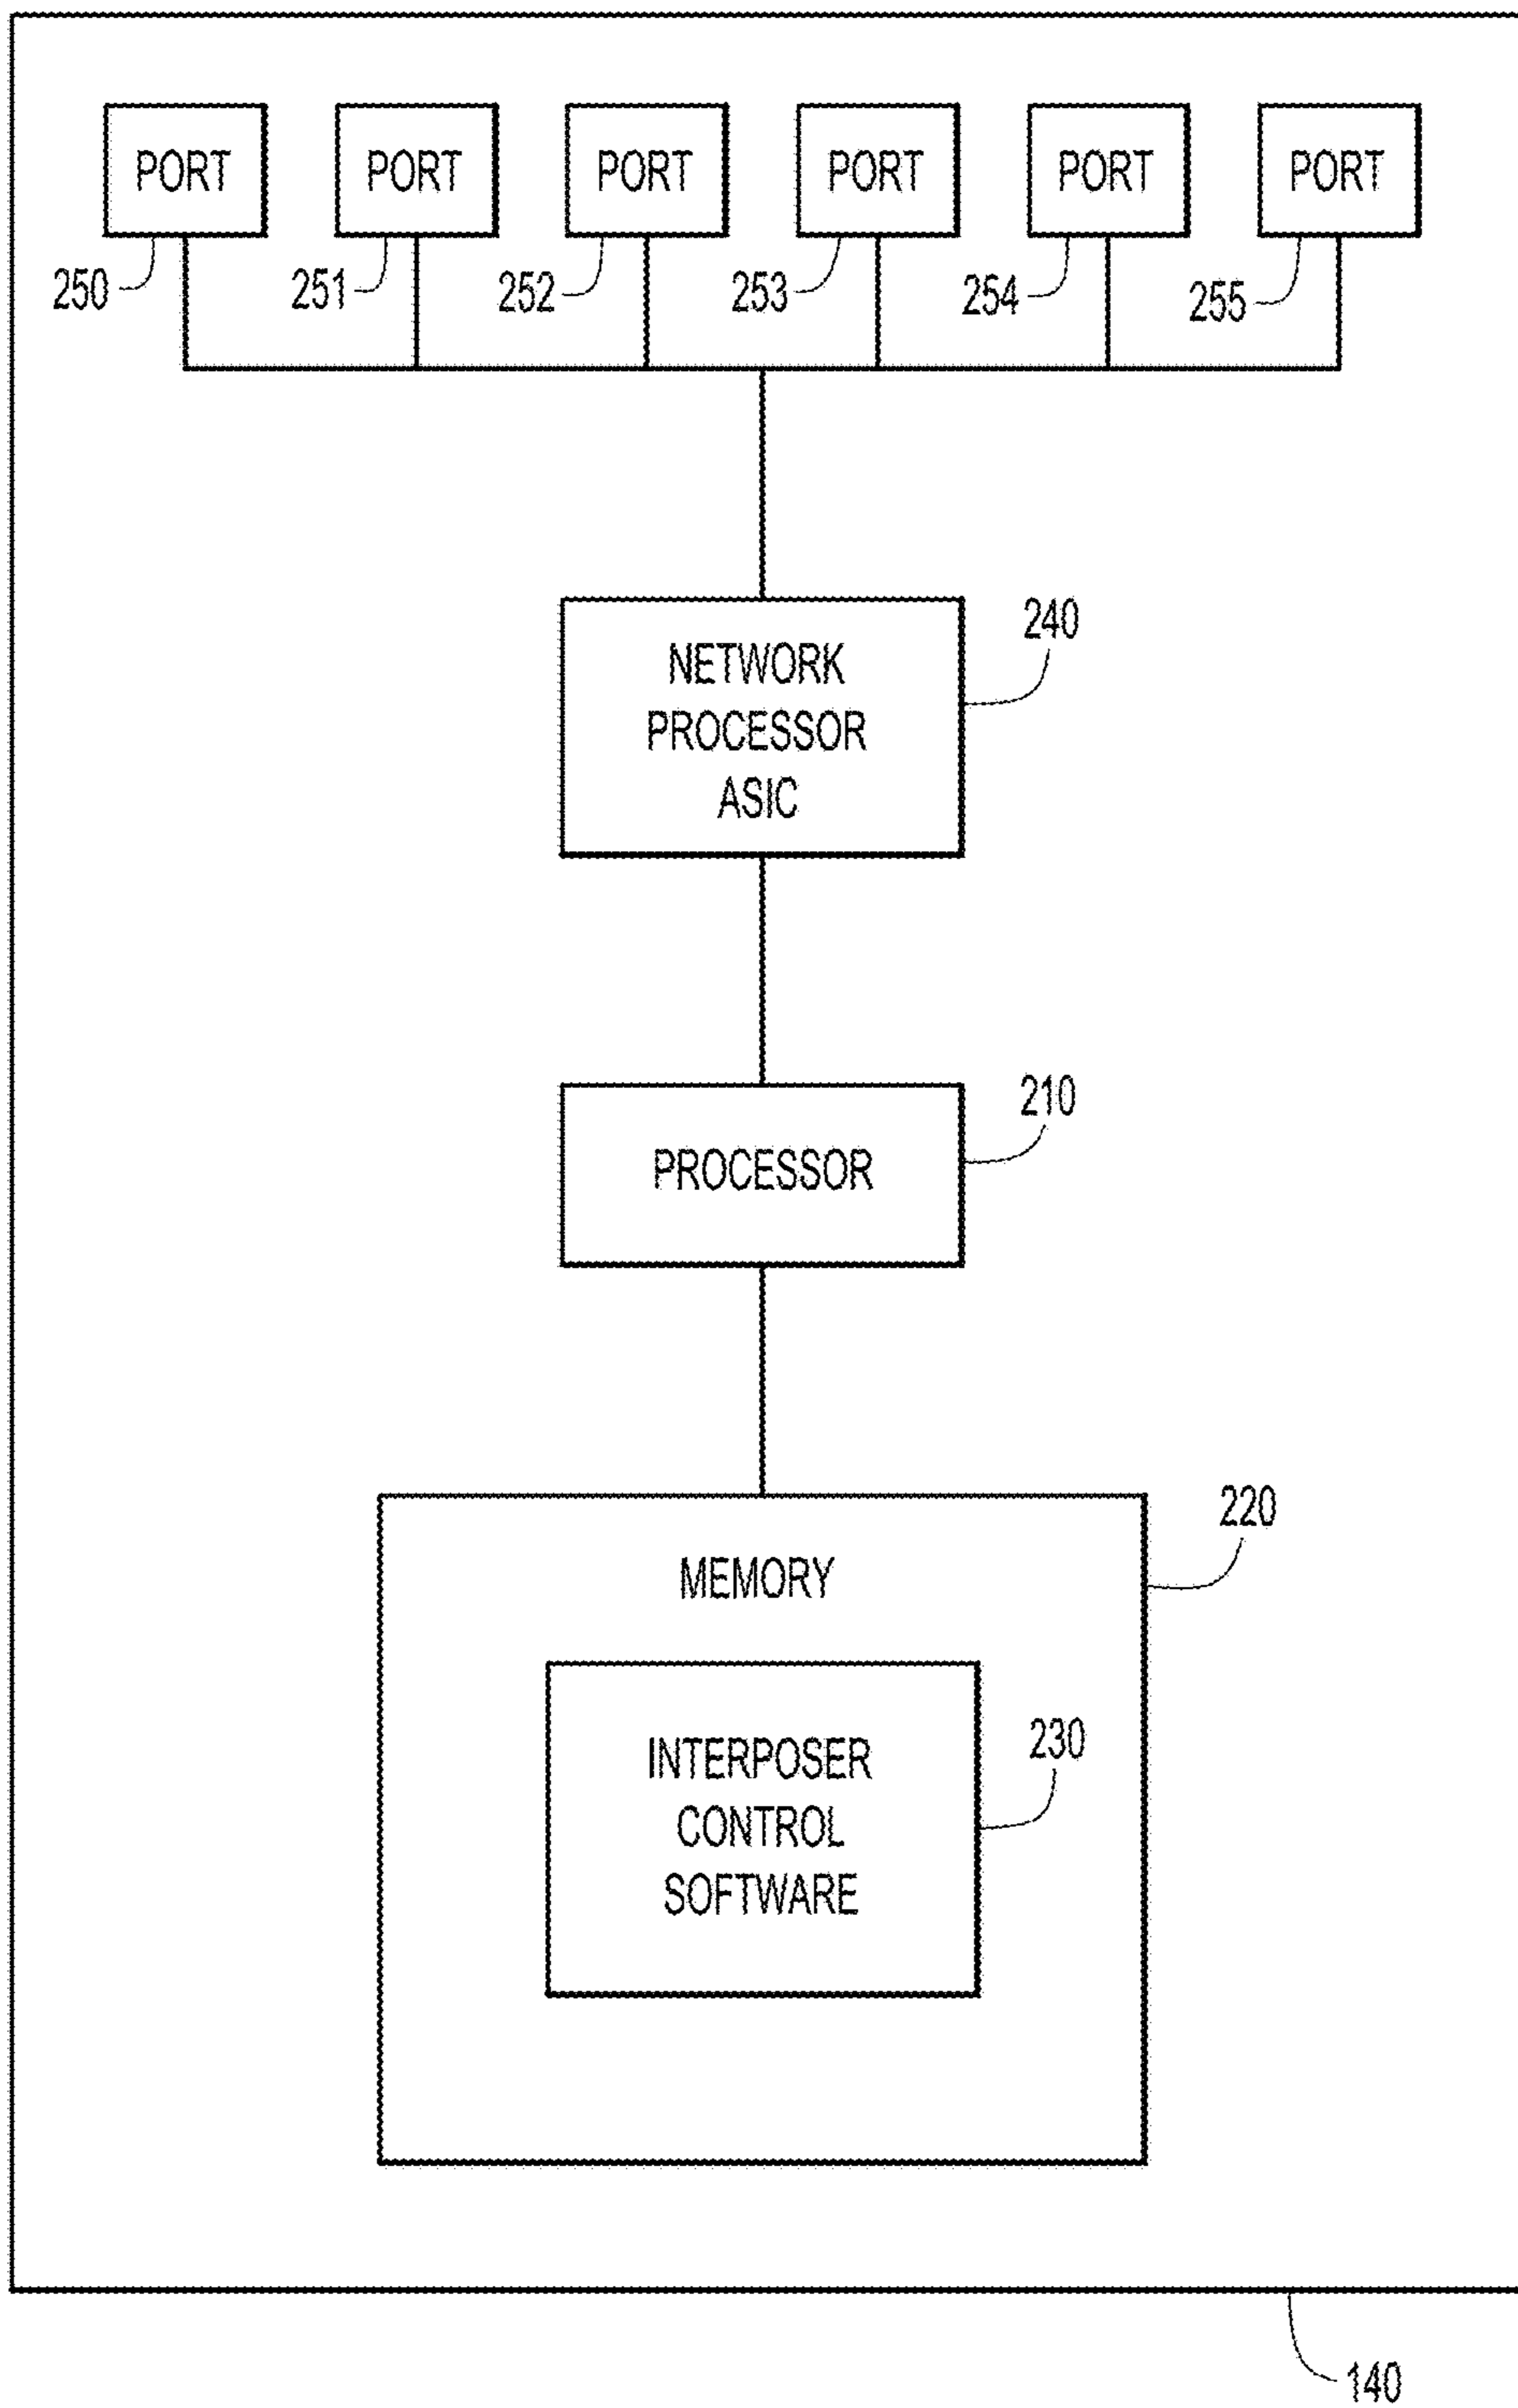 PORT PORT PORT PORT PORT PORT
250 251 252 253 254 255
240
NETWORK
PROCESSOR
ASIC
210
PROCESSOR
220
MEMORY
230
INTERPOSER
CONTROL
SOFTWARE
140